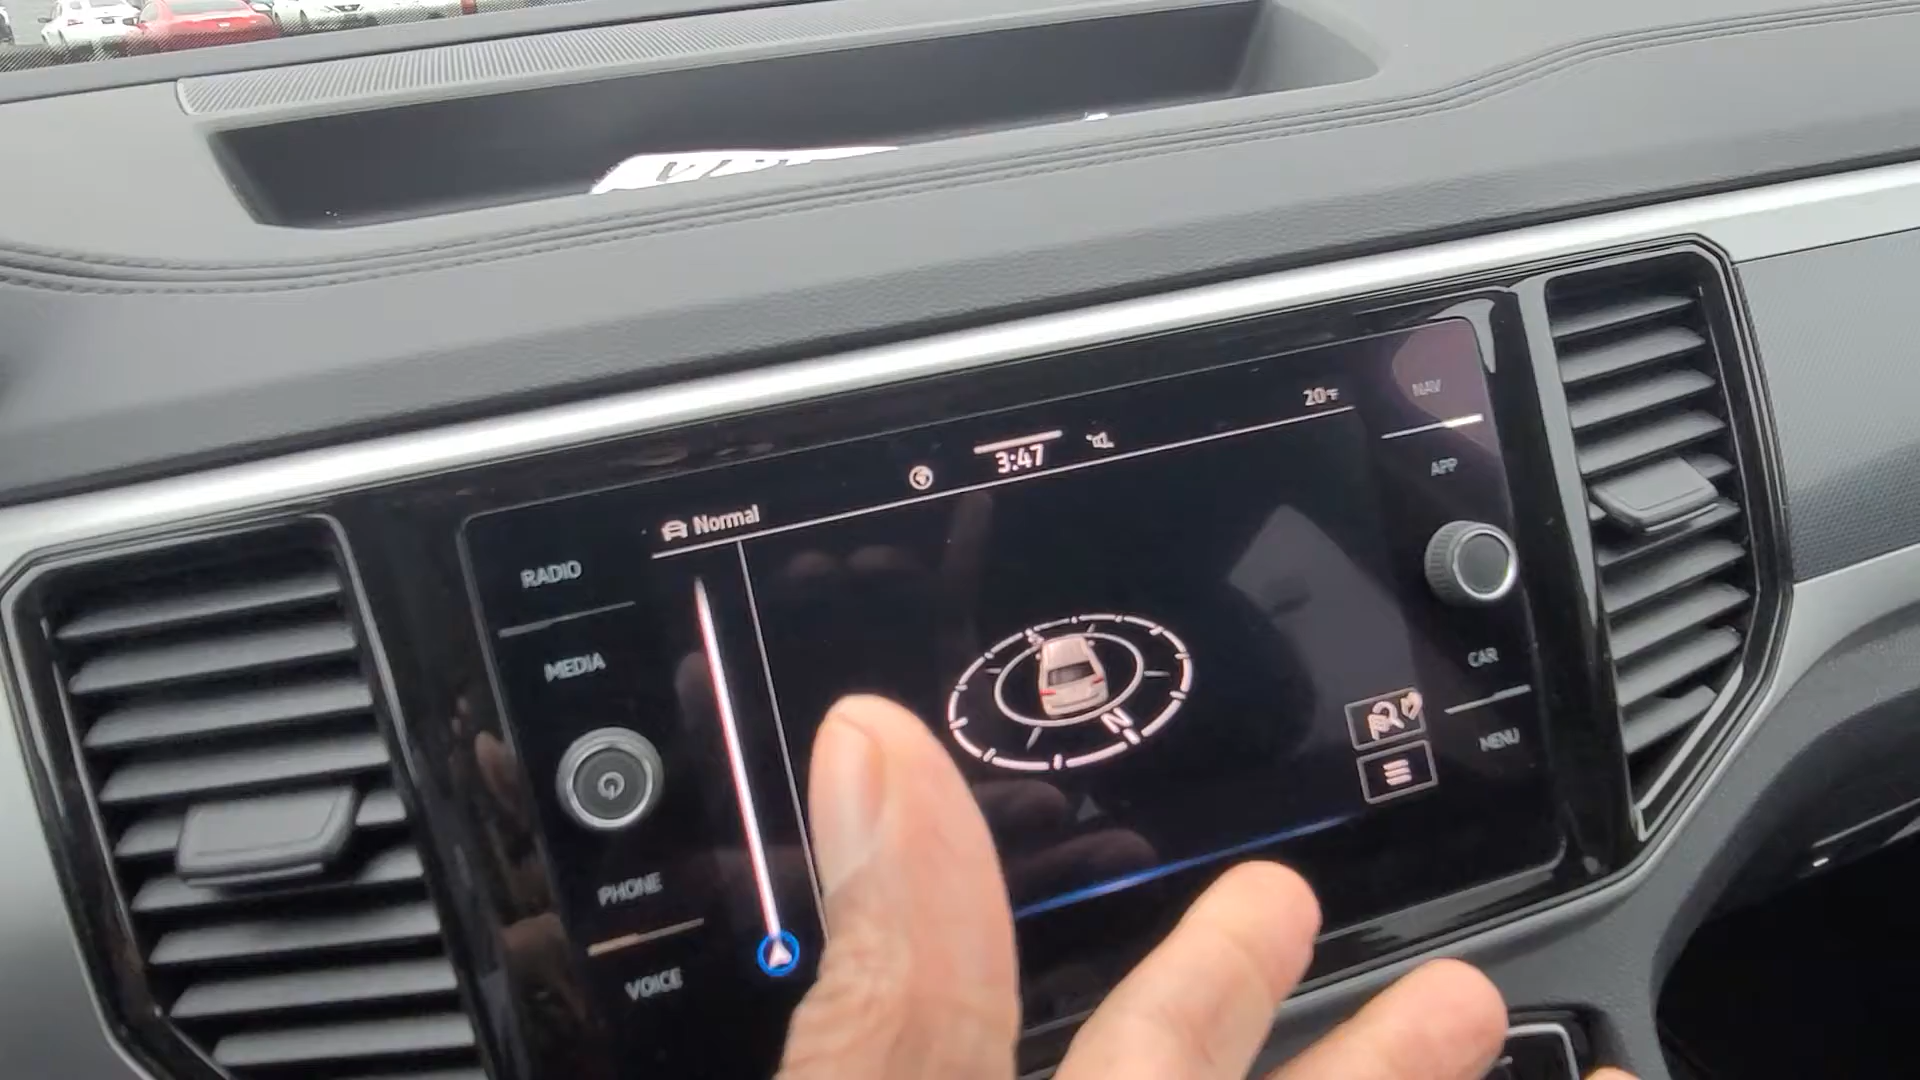 20°F
NAV
3:47
APP
Normal
RADIO
MEDIA
CAR
N
MENU
PHONE
VOICE